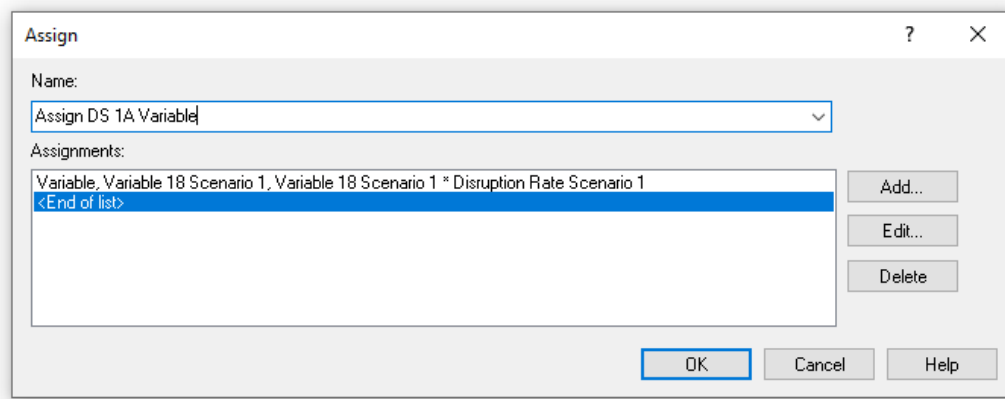 Assign
?
Name:
Assign DS 1A Variable
Assignments:
Variable, Variable 18 Scenario 1, Variable 18 Scenario 1 * Disruption Rate Scenario 1
<End of list>
Add...
Edit...
Delete
OK
Cancel
Help